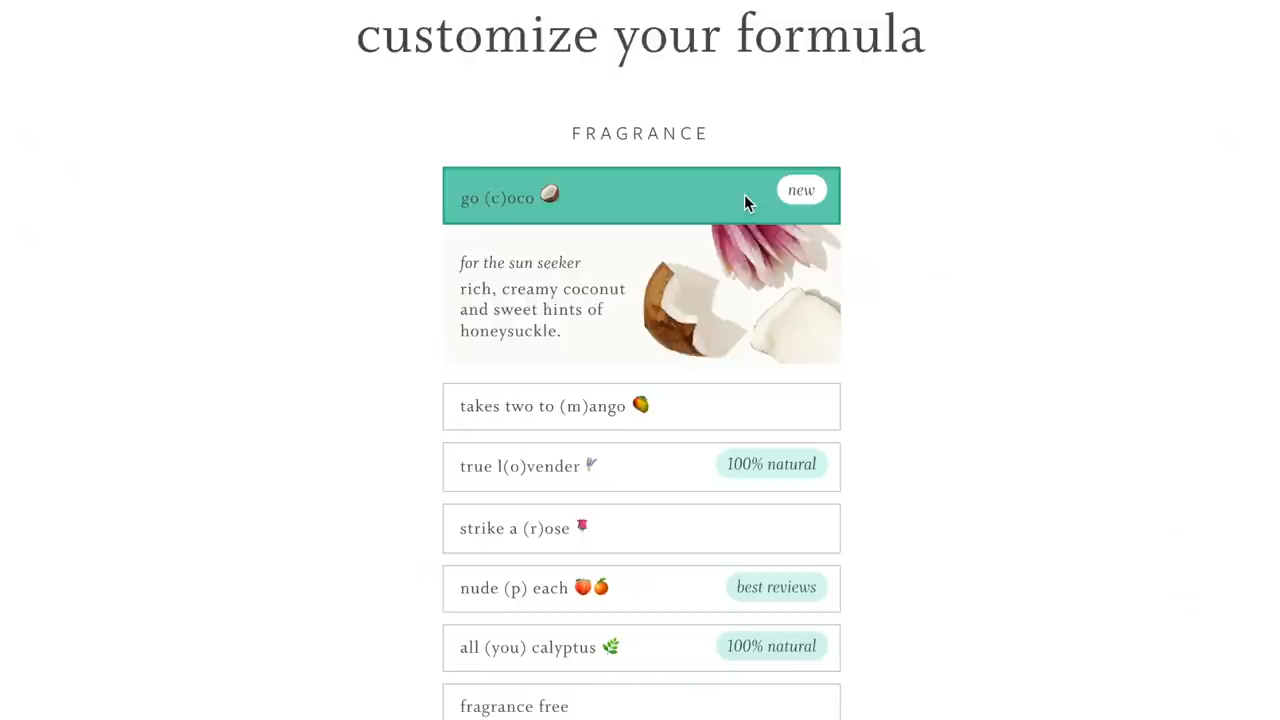 customize your formula
FRAGRANCE
go (c)oco
new
for the sun seeker
rich, creamy coconut
and sweet hints of
honeysuckle.
takes two to (m)ango
true l(o)vender
100% natural
strike a (r)ose
nude (p) each
best reviews
all (you) calyptus
100% natural
fragrance free